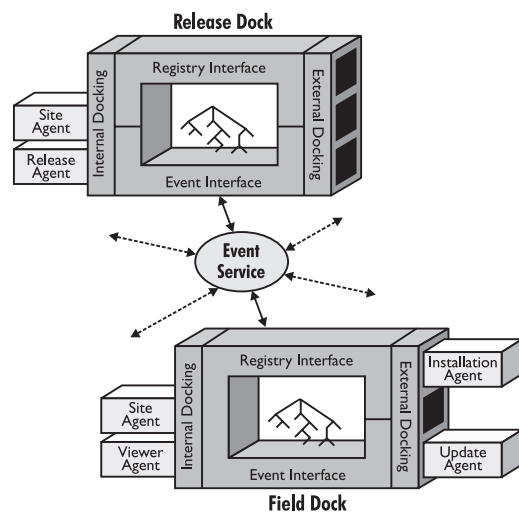 Release Dock
Registry Interface
Internal Docking
External Docking
Site
Agent
Release
Agent
Event Interface
Event
Service
Registry Interface
Internal Docking
External Docking
Installation
Agent
Site
Agent
Viewer
Agent
Update
Agent
Event Interface
Field Dock